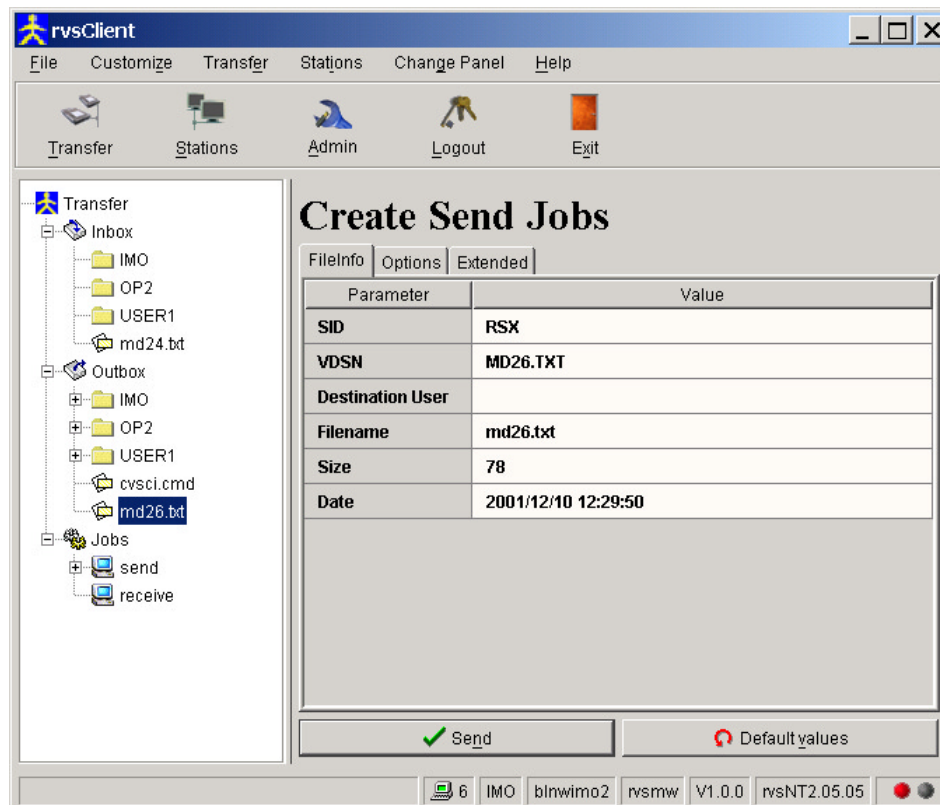 rvsClient
File Customize Transfer Stations Change Panel Help
Transfer Stations Admin Logout Exit
Transfer
Inbox
IMO
OP2
USER1
md24.txt
Outbox
IMO
OP2
USER1
cvsci.cmd
md26.txt
Jobs
send
receive
Create Send Jobs
FileInfo Options Extended
Parameter Value
SID RSX
VDSN MD26.TXT
Destination User
Filename md26.txt
Size 78
Date 2001/12/10 12:29:50
Send Default values
6 IMO blnwimo2 rvsmw V1.0.0 rvsNT2.05.05